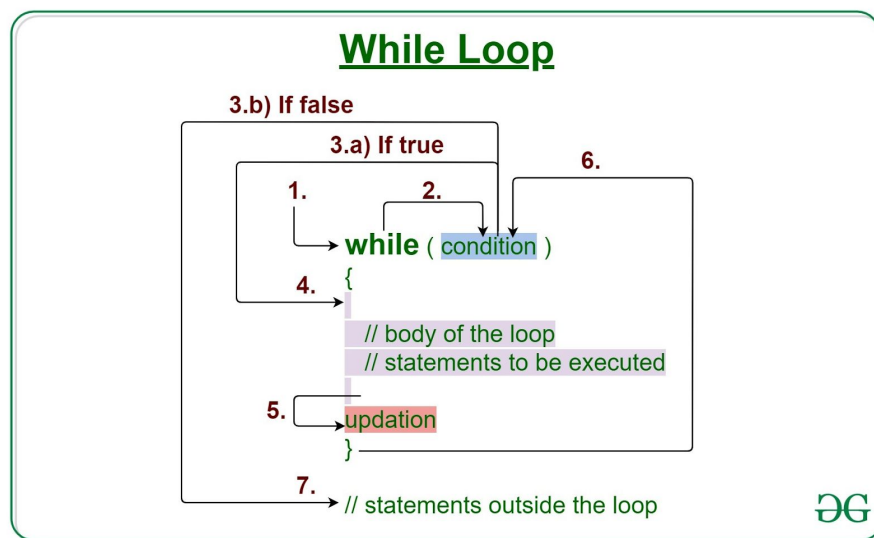 While Loop
3.b) If false
3.a) If true
6.
1.
2.
while ( condition )
{
4.
// body of the loop
// statements to be executed
5.
updation
}
7.
// statements outside the loop